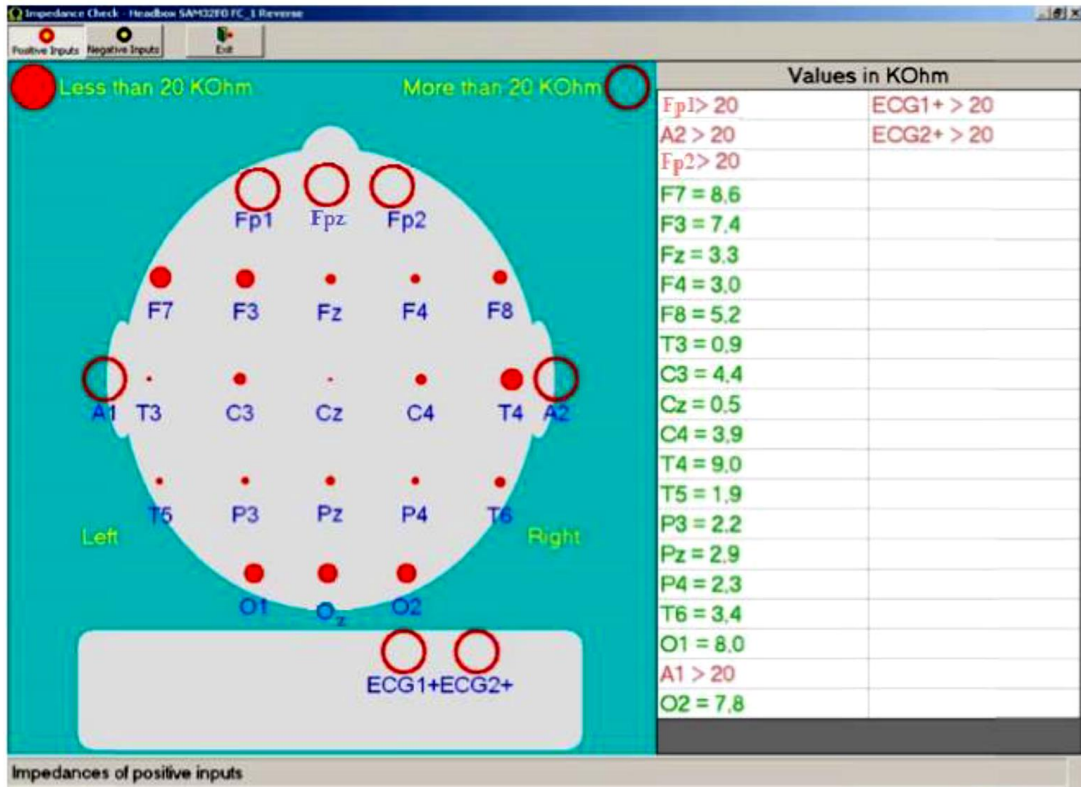 Impedance Check - Headbox SAM32FO FC_1 Reverse
Positive Inputs Negative Inputs Exit
Less than 20 KOhm More than 20 KOhm
Fp1 Fpz Fp2
F7 F3 Fz F4 F8
A1 T3 C3 Cz C4 T4 A2
T5 P3 Pz P4 T6
Left Right
O1 Oz O2
ECG1+ ECG2+
Values in KOhm
Fp1> 20 ECG1+ > 20
A2 > 20 ECG2+ > 20
Fp2> 20
F7 = 8,6
F3 = 7,4
Fz = 3,3
F4 = 3,0
F8 = 5,2
T3 = 0,9
C3 = 4,4
Cz = 0,5
C4 = 3,9
T4 = 9,0
T5 = 1,9
P3 = 2,2
Pz = 2,9
P4 = 2,3
T6 = 3,4
O1 = 8,0
A1 > 20
O2 = 7,8
Impedances of positive inputs